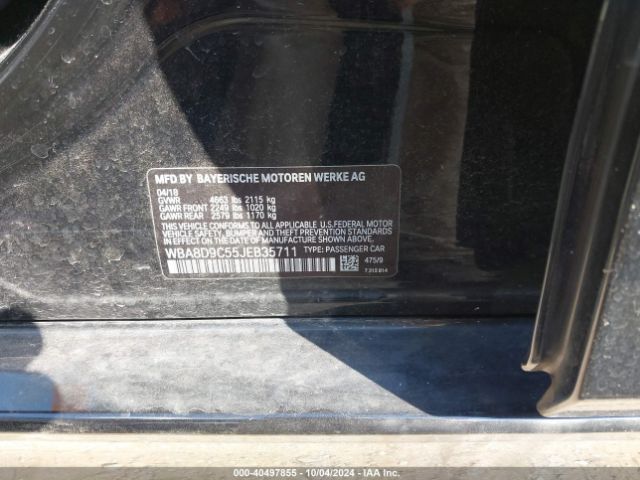 MFD BY BAYERISCHE MOTOREN WERKE AG
04/18
GVWR 4663 lbs 2115 kg
GAWR FRONT 2249 lbs 1020 kg
GAWR REAR 2579 lbs 1170 kg
THIS VEHICLE CONFORMS TO ALL APPLICABLE U.S.FEDERAL MOTOR
VEHICLE SAFETY, BUMPER AND THEFT PREVENTION STANDARDS
IN EFFECT ON THE DATE OF MANUFACTURE SHOWN ABOVE.
WBA8D9C55JEB35711 TYPE: PASSENGER CAR
475/9
000-40497855 - 10/04/2024 - IAA Inc.